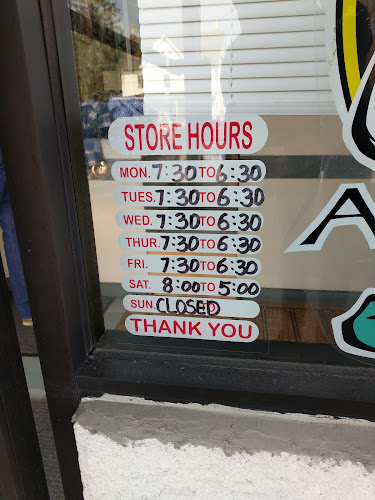 STORE HOURS
MON. 7:30 TO 6:30
TUES. 7:30 TO 6:30
WED. 7:30 TO 6:30
THUR. 7:30 TO 6:30
FRI. 7:30 TO 6:30
SAT. 8:00 TO 5:00
SUN. CLOSED
THANK YOU
A